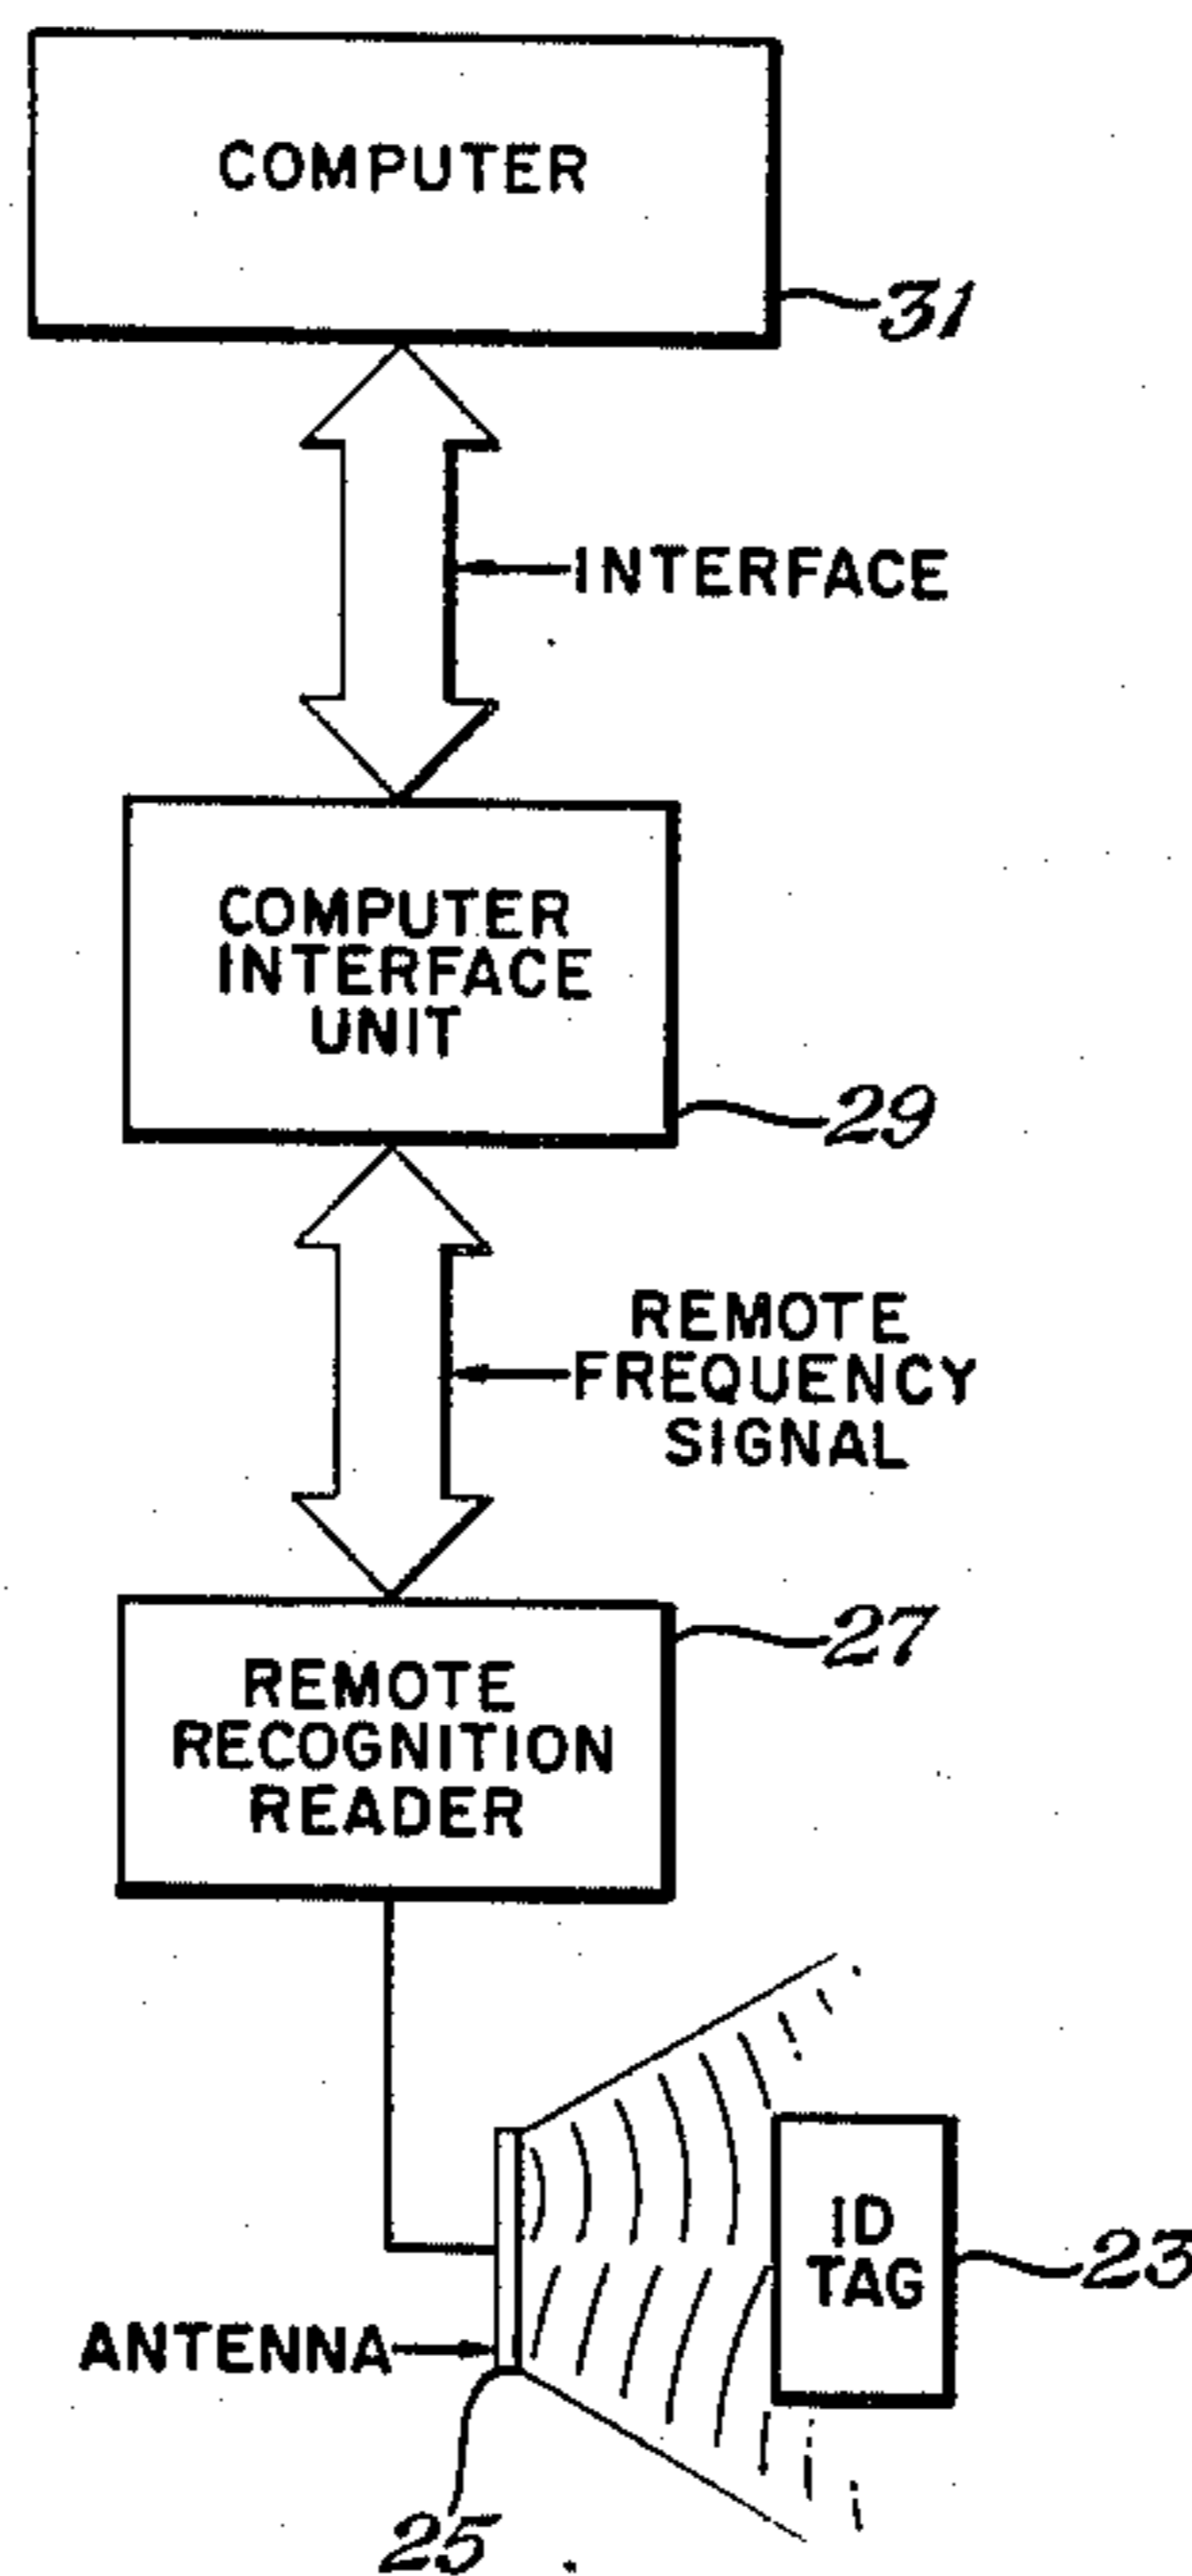 COMPUTER
31
INTERFACE
COMPUTER
INTERFACE
UNIT
29
REMOTE
FREQUENCY
SIGNAL
27
REMOTE
RECOGNITION
READER
ID
TAG
23
ANTENNA
25